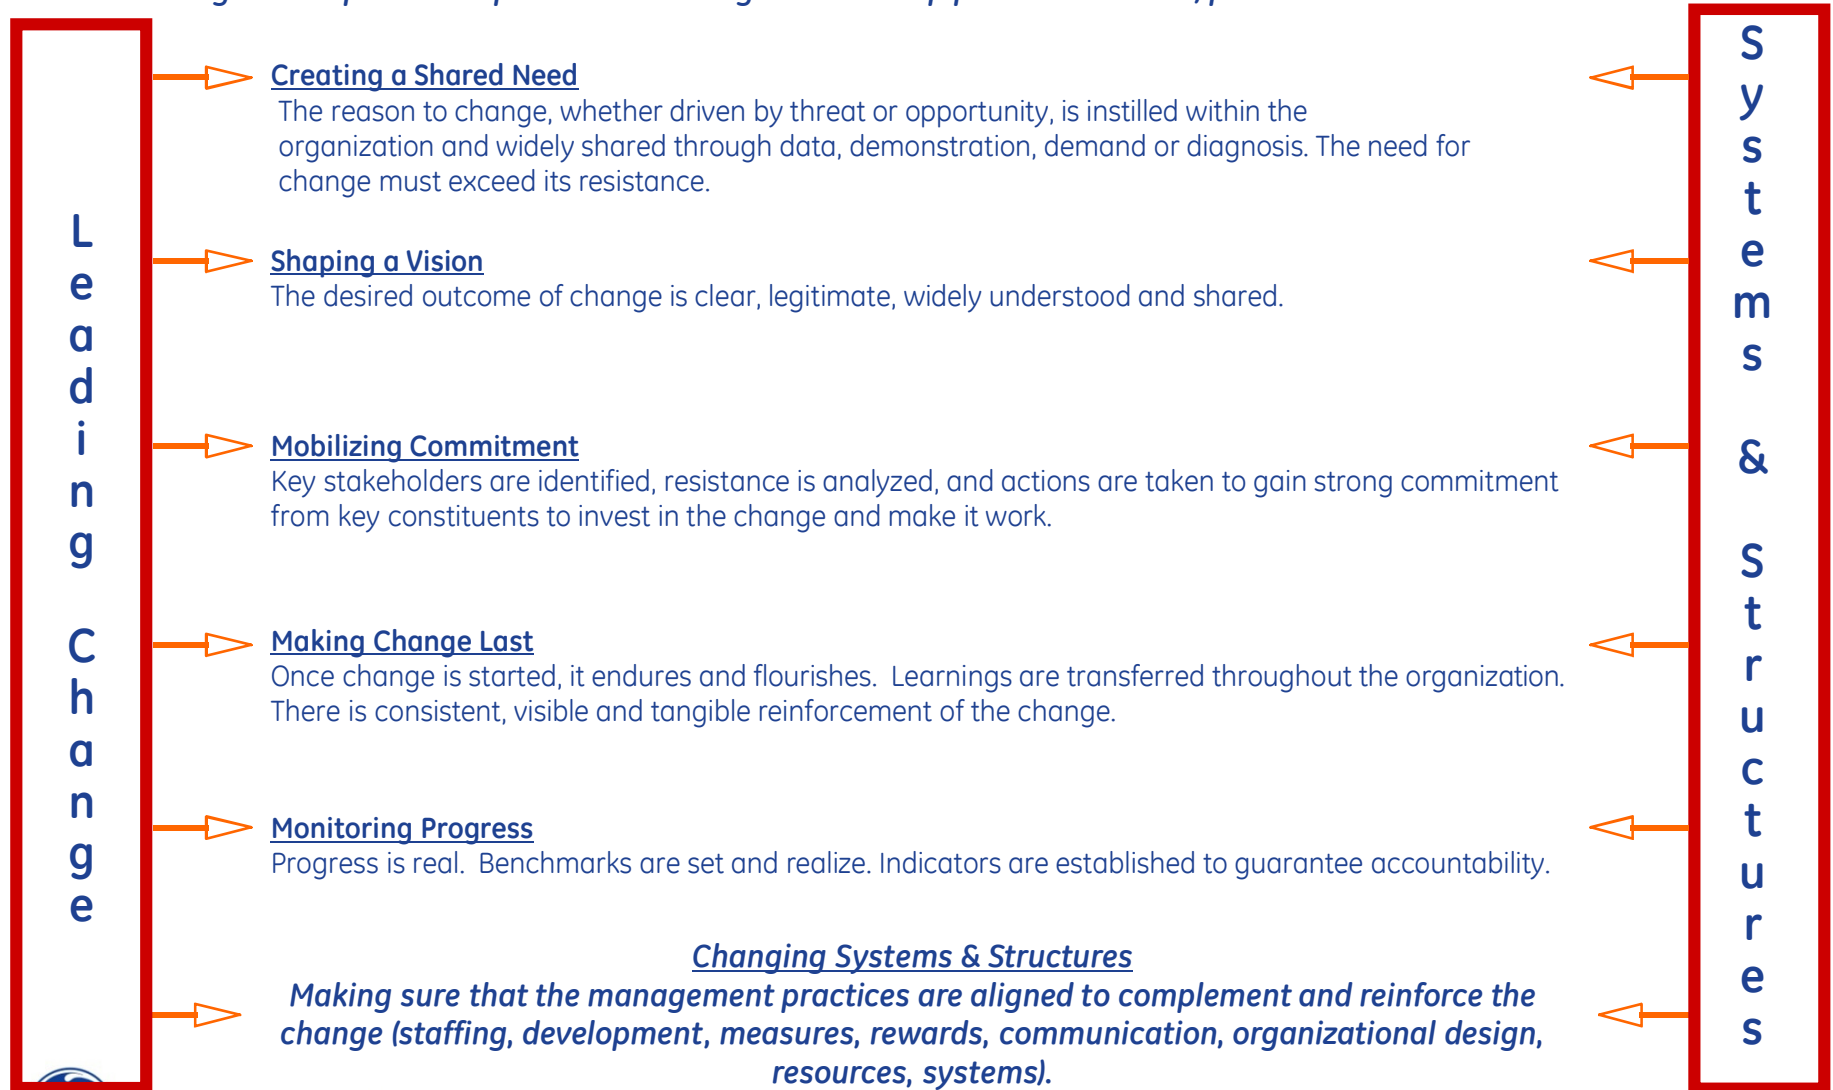 Leading Change
Systems & Structures
Creating a Shared Need
The reason to change, whether driven by threat or opportunity, is instilled within the
organization and widely shared through data, demonstration, demand or diagnosis. The need for
change must exceed its resistance.
Shaping a Vision
The desired outcome of change is clear, legitimate, widely understood and shared.
Mobilizing Commitment
Key stakeholders are identified, resistance is analyzed, and actions are taken to gain strong commitment
from key constituents to invest in the change and make it work.
Making Change Last
Once change is started, it endures and flourishes. Learnings are transferred throughout the organization.
There is consistent, visible and tangible reinforcement of the change.
Monitoring Progress
Progress is real. Benchmarks are set and realize. Indicators are established to guarantee accountability.
Changing Systems & Structures
Making sure that the management practices are aligned to complement and reinforce the
change (staffing, development, measures, rewards, communication, organizational design,
resources, systems).